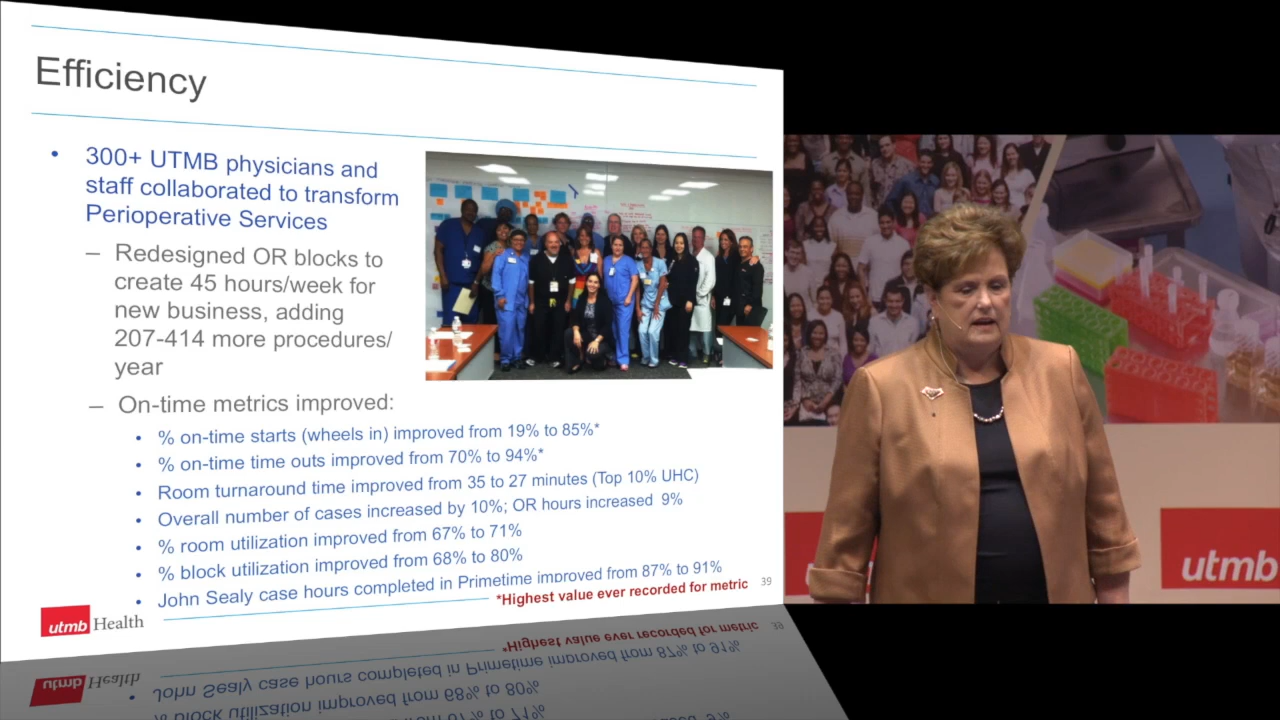 Efficiency
• 300+ UTMB physicians and
staff collaborated to transform
Perioperative Services
– Redesigned OR blocks to
create 45 hours/week for
new business, adding
207-414 more procedures/
year
– On-time metrics improved:
• % on-time starts (wheels in) improved from 19% to 85%*
• % on-time time outs improved from 70% to 94%*
• Room turnaround time improved from 35 to 27 minutes (Top 10% UHC)
• Overall number of cases increased by 10%; OR hours increased 9%
• % room utilization improved from 67% to 71%
• % block utilization improved from 68% to 80%
• John Sealy case hours completed in Primetime improved from 87% to 91%
*Highest value ever recorded for metric
39
utmb Health
utmb